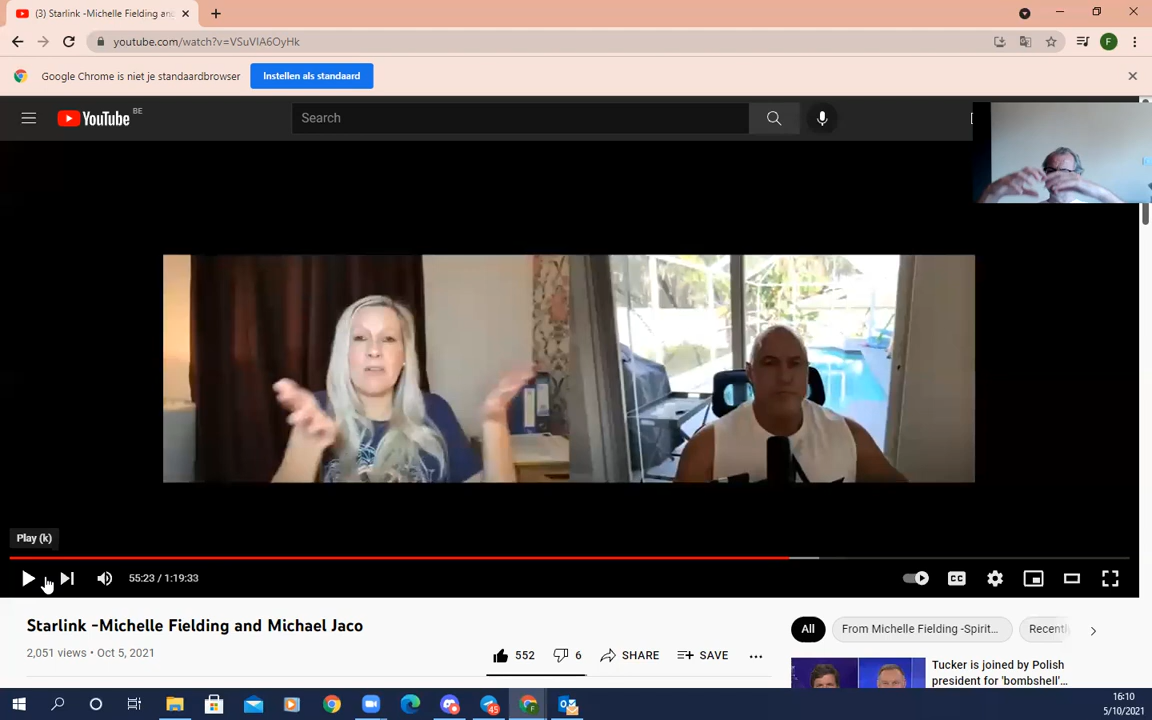 (3) Starlink -Michelle Fielding and
youtube.com/watch?v=VSuVIA6OyHk
F
Google Chrome is niet je standaardbrowser
Instellen als standaard
YouTube BE
Search
Play (k)
55:23 / 1:19:33
CC
Starlink -Michelle Fielding and Michael Jaco
2,051 views • Oct 5, 2021
552
6
SHARE
SAVE
All
From Michelle Fielding -Spirit...
Recently
Tucker is joined by Polish
president for 'bombshell'...
45
16:10
5/10/2021